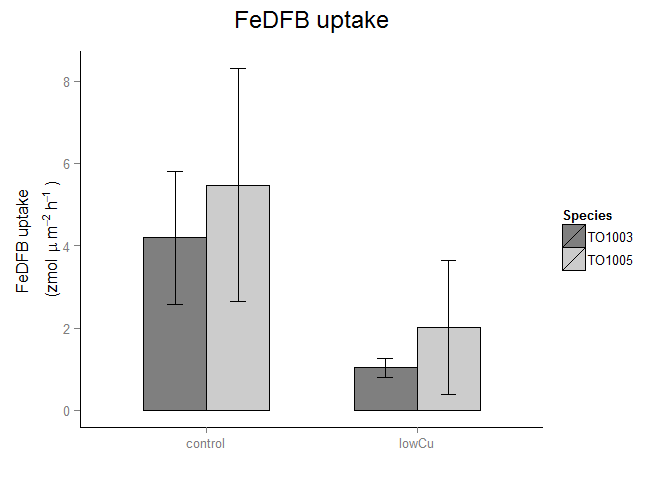 FeDFB uptake
FeDFB uptake
(zmol μ m⁻² h⁻¹ )
8
6
4
2
0
control lowCu
Species
TO1003
TO1005